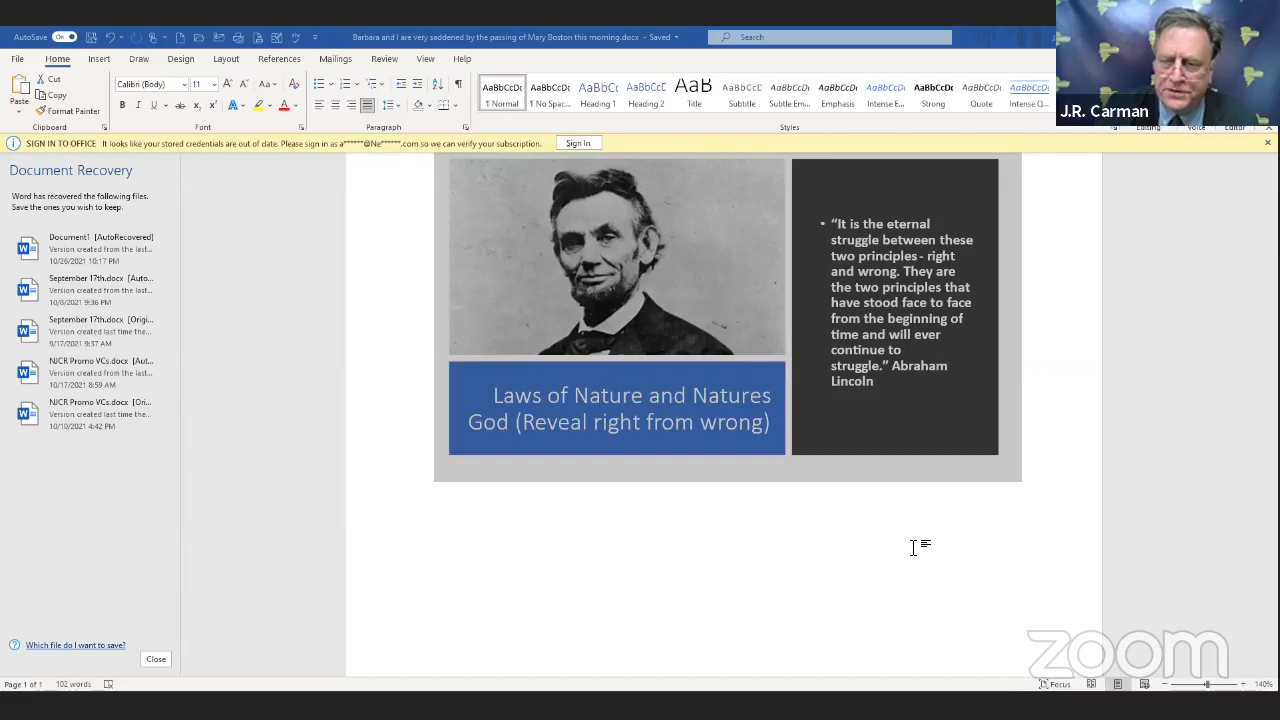 AutoSave On
Barbara and I are very saddened by the passing of Mary Boston this morning.docx - Saved
Search
File Home Insert Draw Design Layout References Mailings Review View Help
Paste
Cut
Copy
Format Painter
Clipboard
Calibri (Body) 11
Font
Paragraph
AaBbCcDc
¶ Normal
AaBbCcDc
¶ No Spac...
AaBbCc
Heading 1
AaBbCcC
Heading 2
AaB
Title
AaBbCcD
Subtitle
AaBbCcDc
Subtle Em...
AaBbCcDc
Emphasis
AaBbCcDc
Intense E...
AaBbCcDc
Strong
AaBbCcDc
Quote
AaBbCcDc
Intense Q...
Styles
Editing
Voice
Editor
J.R. Carman
SIGN IN TO OFFICE It looks like your stored credentials are out of date. Please sign in as a******@Ne******.com so we can verify your subscription.
Sign In
Document Recovery
Word has recovered the following files.
Save the ones you wish to keep.
Document1 [AutoRecovered]
Version created from the last...
10/26/2021 10:17 PM
September 17th.docx [Auto...
Version created from the last...
10/8/2021 9:36 PM
September 17th.docx [Origi...
Version created last time the...
9/17/2021 9:37 AM
NJCR Promo VCs.docx [Aut...
Version created from the last...
10/17/2021 8:59 AM
NJCR Promo VCs.docx [Ori...
Version created last time the...
10/10/2021 4:42 PM
Which file do I want to save?
Close
Laws of Nature and Natures
God (Reveal right from wrong)
• “It is the eternal
struggle between these
two principles - right
and wrong. They are
the two principles that
have stood face to face
from the beginning of
time and will ever
continue to
struggle.” Abraham
Lincoln
zoom
Page 1 of 1 102 words
Focus
140%